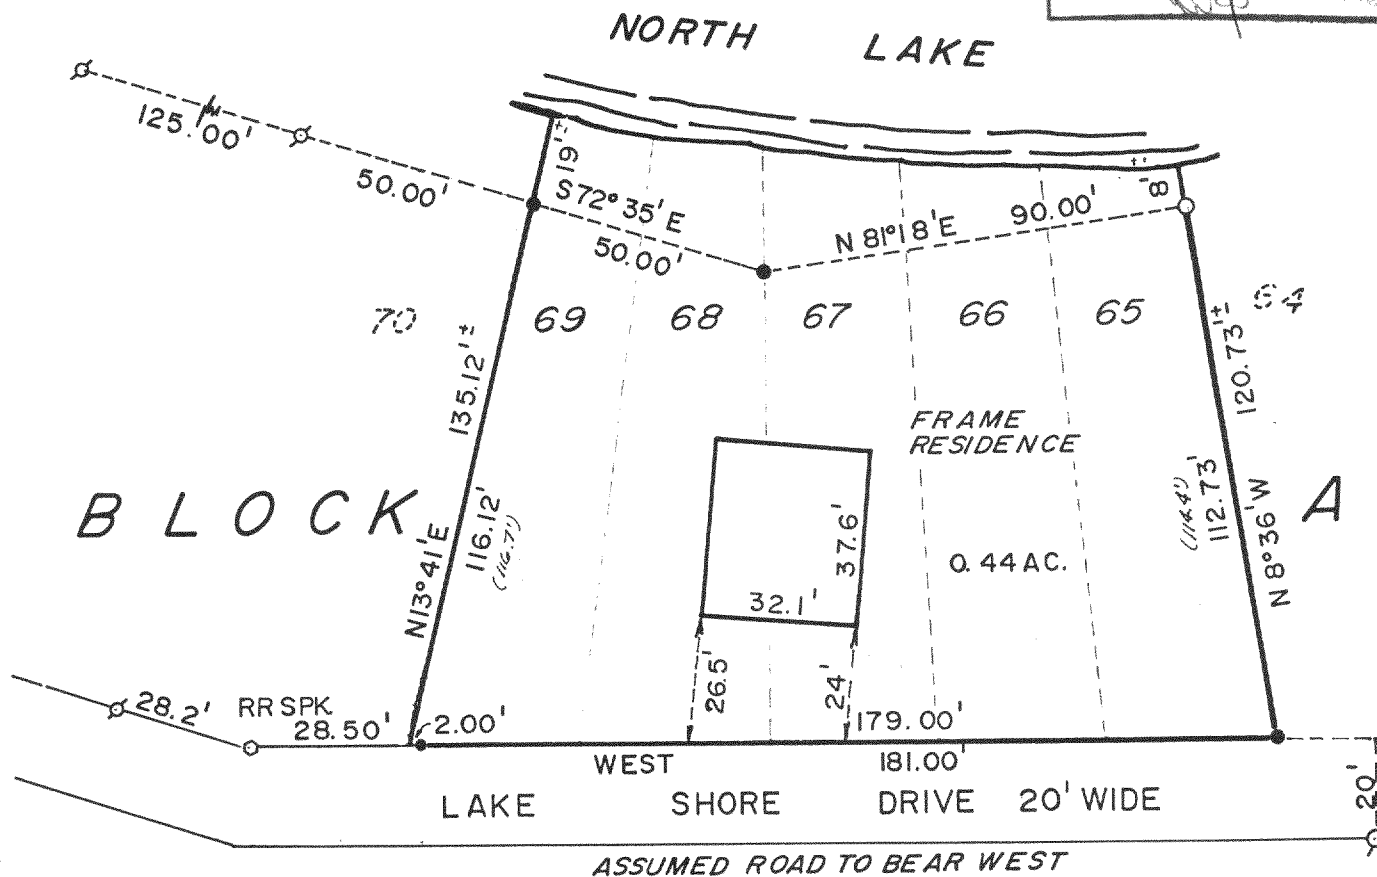 NORTH LAKE
125.00'
50.00'
19'±
S 72° 35' E
50.00'
N 81° 18' E
90.00'
8'±
70
69
68
67
66
65
64
135.12'±
120.73'±
FRAME
RESIDENCE
BLOCK A
N 13° 41' E
116.12'
(116.7')
37.6'
32.1'
0.44 AC.
(114.4')
112.73'
N 8° 36' W
26.5'
24'
28.2'
RR SPK.
28.50'
2.00'
179.00'
WEST
181.00'
LAKE SHORE DRIVE 20' WIDE
20'
ASSUMED ROAD TO BEAR WEST